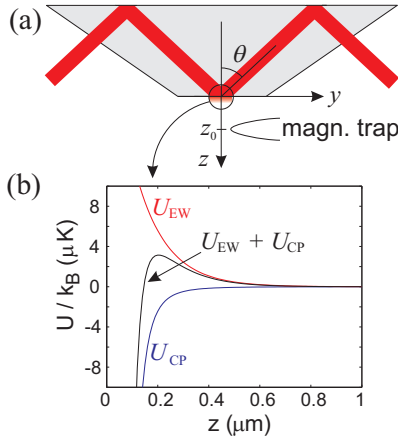 (a)
θ
y
z₀
magn. trap
z
(b)
8
4
0
-4
-8
U / k_B (μK)
U_EW
U_EW + U_CP
U_CP
0
0.2
0.4
0.6
0.8
1
z (μm)